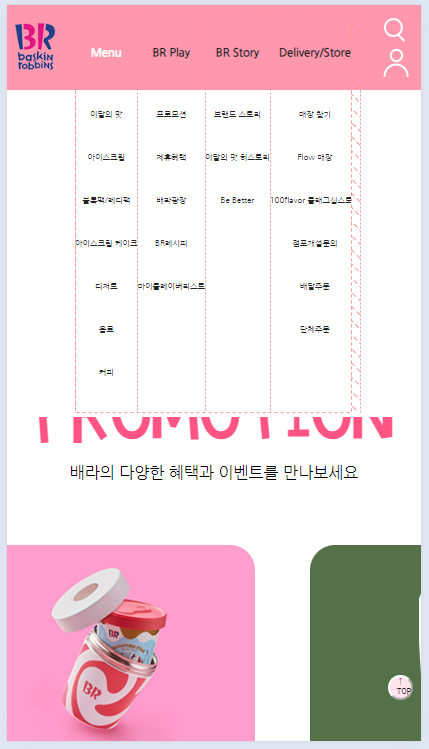 BR
baskin
robbins
Menu BR Play BR Story Delivery/Store
이달의 맛 프로모션 브랜드 스토리 매장 찾기
아이스크림 제휴혜택 이달의 맛 히스토리 Flow 매장
블록팩/레디팩 배라광장 Be Better 100flavor 플래그십스토
아이스크림 케이크 BR레시피 점포개설문의
디저트 마이플레이버리스트 배달주문
음료 단체주문
커피
PROMOTION
배라의 다양한 혜택과 이벤트를 만나보세요
BR
BR
↑
TOP